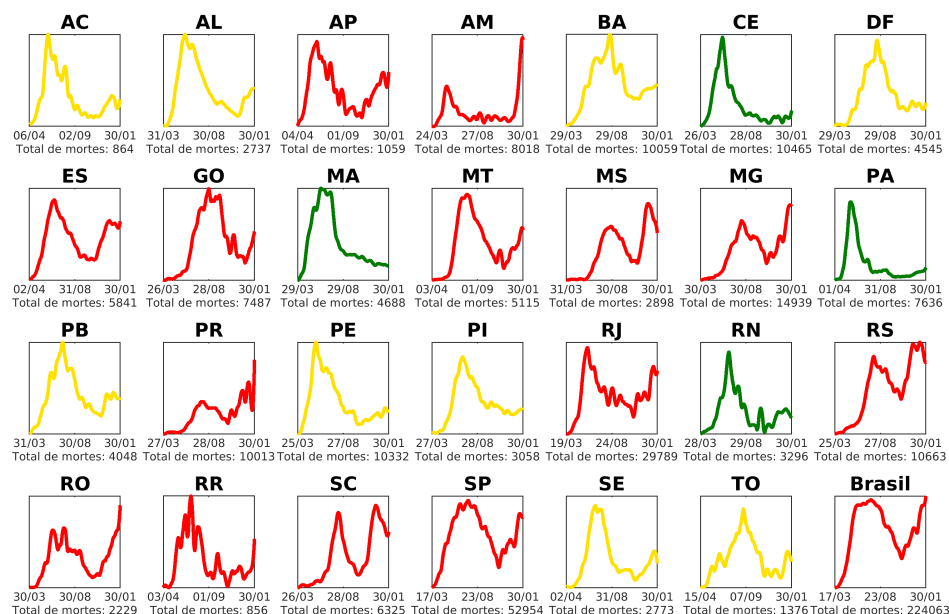 AC AL AP AM BA CE DF
06/04 02/09 30/01 31/03 30/08 30/01 04/04 01/09 30/01 24/03 27/08 30/01 29/03 29/08 30/01 26/03 28/08 30/01 29/03 29/08 30/01
Total de mortes: 864 Total de mortes: 2737 Total de mortes: 1059 Total de mortes: 8018 Total de mortes: 10059 Total de mortes: 10465 Total de mortes: 4545
ES GO MA MT MS MG PA
02/04 31/08 30/01 26/03 28/08 30/01 29/03 29/08 30/01 03/04 01/09 30/01 31/03 30/08 30/01 30/03 30/08 30/01 01/04 31/08 30/01
Total de mortes: 5841 Total de mortes: 7487 Total de mortes: 4688 Total de mortes: 5115 Total de mortes: 2898 Total de mortes: 14939 Total de mortes: 7636
PB PR PE PI RJ RN RS
31/03 30/08 30/01 27/03 28/08 30/01 25/03 27/08 30/01 27/03 28/08 30/01 19/03 24/08 30/01 28/03 29/08 30/01 25/03 27/08 30/01
Total de mortes: 4048 Total de mortes: 10013 Total de mortes: 10332 Total de mortes: 3058 Total de mortes: 29789 Total de mortes: 3296 Total de mortes: 10663
RO RR SC SP SE TO Brasil
30/03 30/08 30/01 03/04 01/09 30/01 26/03 28/08 30/01 17/03 23/08 30/01 02/04 31/08 30/01 15/04 07/09 30/01 17/03 23/08 30/01
Total de mortes: 2229 Total de mortes: 856 Total de mortes: 6325 Total de mortes: 52954 Total de mortes: 2773 Total de mortes: 1376 Total de mortes: